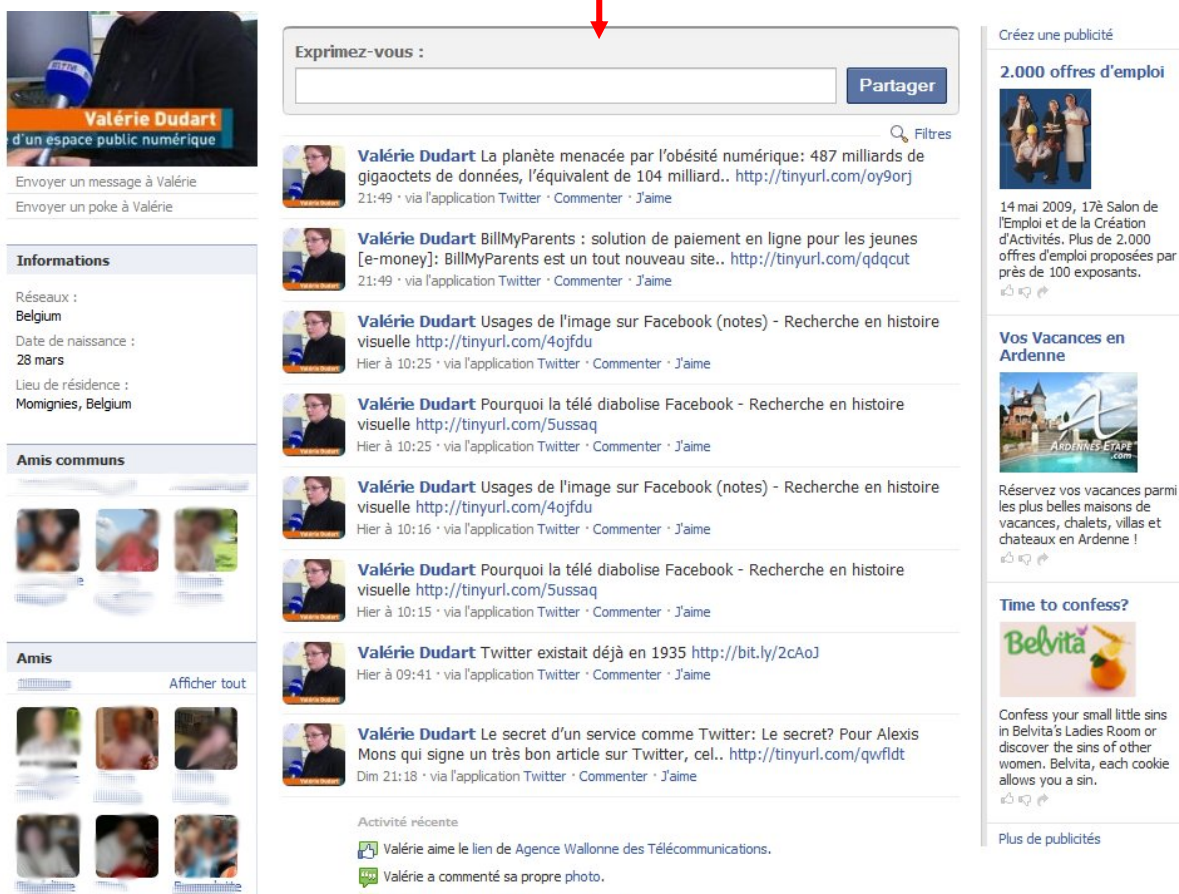 Valérie Dudart
d'un espace public numérique
Envoyer un message à Valérie
Envoyer un poke à Valérie
Informations
Réseaux :
Belgium
Date de naissance :
28 mars
Lieu de résidence :
Momignies, Belgium
Amis communs
Amis
Afficher tout
Exprimez-vous :
Partager
Filtres
Valérie Dudart La planète menacée par l'obésité numérique: 487 milliards de
gigaoctets de données, l'équivalent de 104 milliard.. http://tinyurl.com/oy9orj
21:49 · via l'application Twitter · Commenter · J'aime
Valérie Dudart BillMyParents : solution de paiement en ligne pour les jeunes
[e-money]: BillMyParents est un tout nouveau site.. http://tinyurl.com/qdqcut
21:49 · via l'application Twitter · Commenter · J'aime
Valérie Dudart Usages de l'image sur Facebook (notes) - Recherche en histoire
visuelle http://tinyurl.com/4ojfdu
Hier à 10:25 · via l'application Twitter · Commenter · J'aime
Valérie Dudart Pourquoi la télé diabolise Facebook - Recherche en histoire
visuelle http://tinyurl.com/5ussaq
Hier à 10:25 · via l'application Twitter · Commenter · J'aime
Valérie Dudart Usages de l'image sur Facebook (notes) - Recherche en histoire
visuelle http://tinyurl.com/4ojfdu
Hier à 10:16 · via l'application Twitter · Commenter · J'aime
Valérie Dudart Pourquoi la télé diabolise Facebook - Recherche en histoire
visuelle http://tinyurl.com/5ussaq
Hier à 10:15 · via l'application Twitter · Commenter · J'aime
Valérie Dudart Twitter existait déjà en 1935 http://bit.ly/2cAoJ
Hier à 09:41 · via l'application Twitter · Commenter · J'aime
Valérie Dudart Le secret d'un service comme Twitter: Le secret? Pour Alexis
Mons qui signe un très bon article sur Twitter, cel.. http://tinyurl.com/qwfldt
Dim 21:18 · via l'application Twitter · Commenter · J'aime
Activité récente
Valérie aime le lien de Agence Wallonne des Télécommunications.
Valérie a commenté sa propre photo.
Créez une publicité
2.000 offres d'emploi
14 mai 2009, 17è Salon de
l'Emploi et de la Création
d'Activités. Plus de 2.000
offres d'emploi proposées par
près de 100 exposants.
Vos Vacances en
Ardenne
ARDENNES-ETAPE
.com
Réservez vos vacances parmi
les plus belles maisons de
vacances, chalets, villas et
chateaux en Ardenne !
Time to confess?
Belvita
Confess your small little sins
in Belvita's Ladies Room or
discover the sins of other
women. Belvita, each cookie
allows you a sin.
Plus de publicités